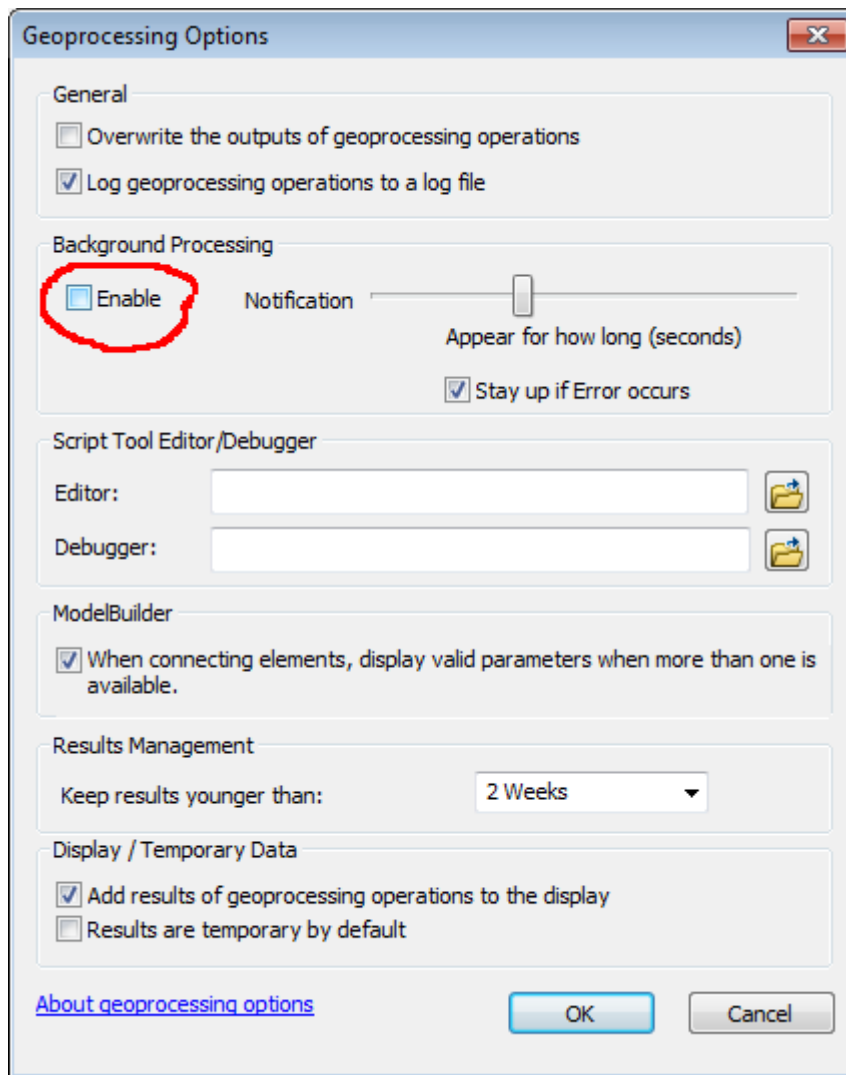 Geoprocessing Options
General
Overwrite the outputs of geoprocessing operations
Log geoprocessing operations to a log file
Background Processing
Enable
Notification
Appear for how long (seconds)
Stay up if Error occurs
Script Tool Editor/Debugger
Editor:
Debugger:
ModelBuilder
When connecting elements, display valid parameters when more than one is
available.
Results Management
Keep results younger than:
2 Weeks
Display / Temporary Data
Add results of geoprocessing operations to the display
Results are temporary by default
About geoprocessing options
OK
Cancel